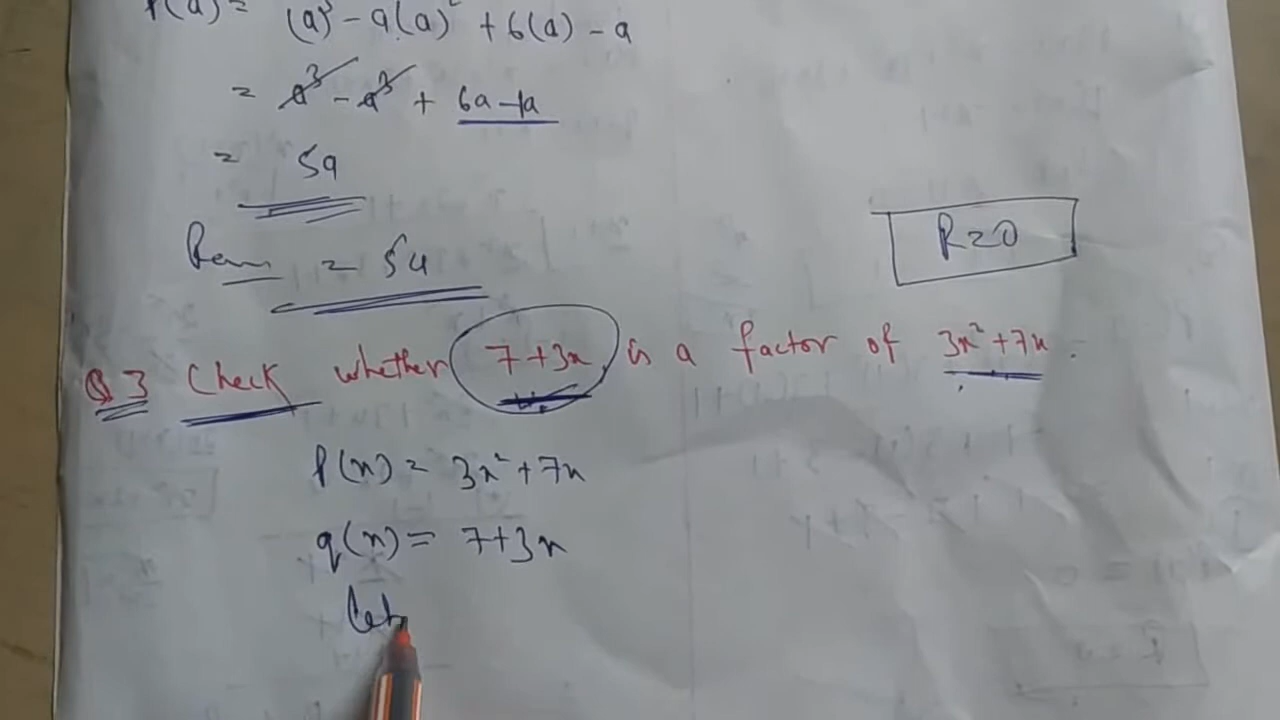 P(a) = (a)³ - a(a)² + 6(a) - a
= a³ - a³ + 6a - 1a
= 5a
Rem = 5a
R=0
Q3 Check whether 7+3x is a factor of 3x²+7x.
P(x) = 3x²+7x
q(x) = 7+3x
Let